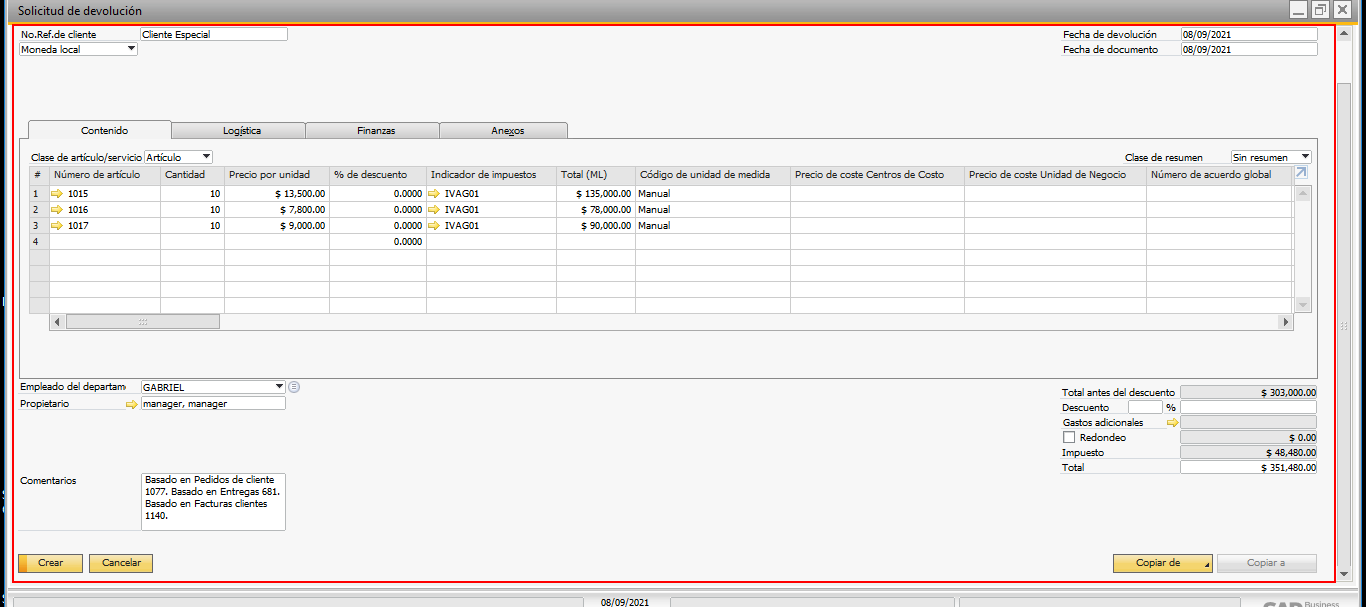 Solicitud de devolución
No.Ref.de cliente Cliente Especial Fecha de devolución 08/09/2021
Moneda local Fecha de documento 08/09/2021
Contenido Logística Finanzas Anexos
Clase de artículo/servicio Artículo Clase de resumen Sin resumen
# Número de artículo Cantidad Precio por unidad % de descuento Indicador de impuestos Total (ML) Código de unidad de medida Precio de coste Centros de Costo Precio de coste Unidad de Negocio Número de acuerdo global
1 1015 10 $ 13,500.00 0.0000 IVAG01 $ 135,000.00 Manual
2 1016 10 $ 7,800.00 0.0000 IVAG01 $ 78,000.00 Manual
3 1017 10 $ 9,000.00 0.0000 IVAG01 $ 90,000.00 Manual
4 0.0000
Empleado del departam GABRIEL Total antes del descuento $ 303,000.00
Propietario manager, manager Descuento %
Gastos adicionales
Redondeo $ 0.00
Impuesto $ 48,480.00
Total $ 351,480.00
Comentarios Basado en Pedidos de cliente
1077. Basado en Entregas 681.
Basado en Facturas clientes
1140.
Crear Cancelar Copiar de Copiar a
08/09/2021 Business